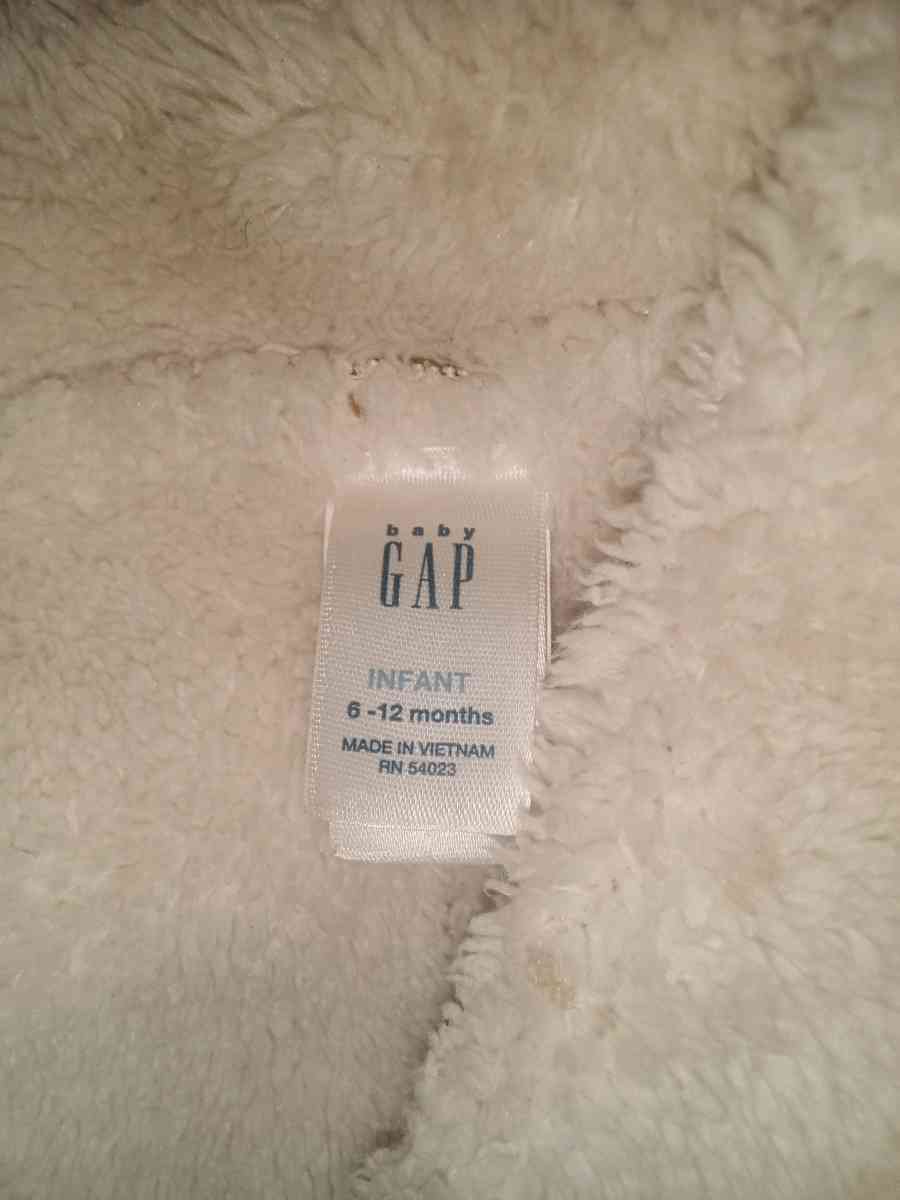 baby
GAP
INFANT
6 -12 months
MADE IN VIETNAM
RN 54023